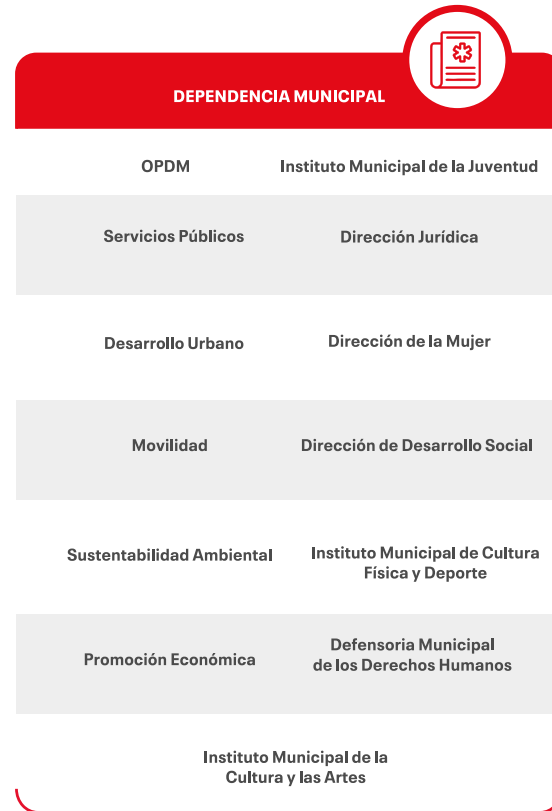 DEPENDENCIA MUNICIPAL
OPDM
Instituto Municipal de la Juventud
Servicios Públicos
Dirección Jurídica
Desarrollo Urbano
Dirección de la Mujer
Movilidad
Dirección de Desarrollo Social
Sustentabilidad Ambiental
Instituto Municipal de Cultura
Física y Deporte
Promoción Económica
Defensoria Municipal
de los Derechos Humanos
Instituto Municipal de la
Cultura y las Artes